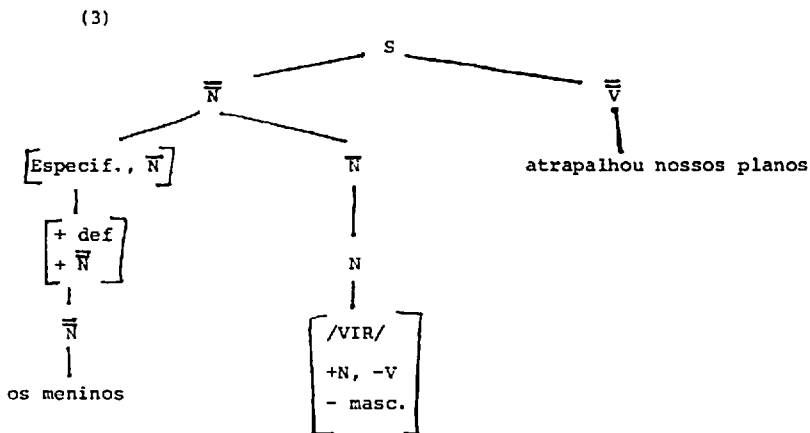 (3)
S
N̿ V̿
[Especif., N̅] N̅ atrapalhou nossos planos
[+ def
+ N̿] N
N̿ [/VIR/
+N, -V
os meninos - masc.]